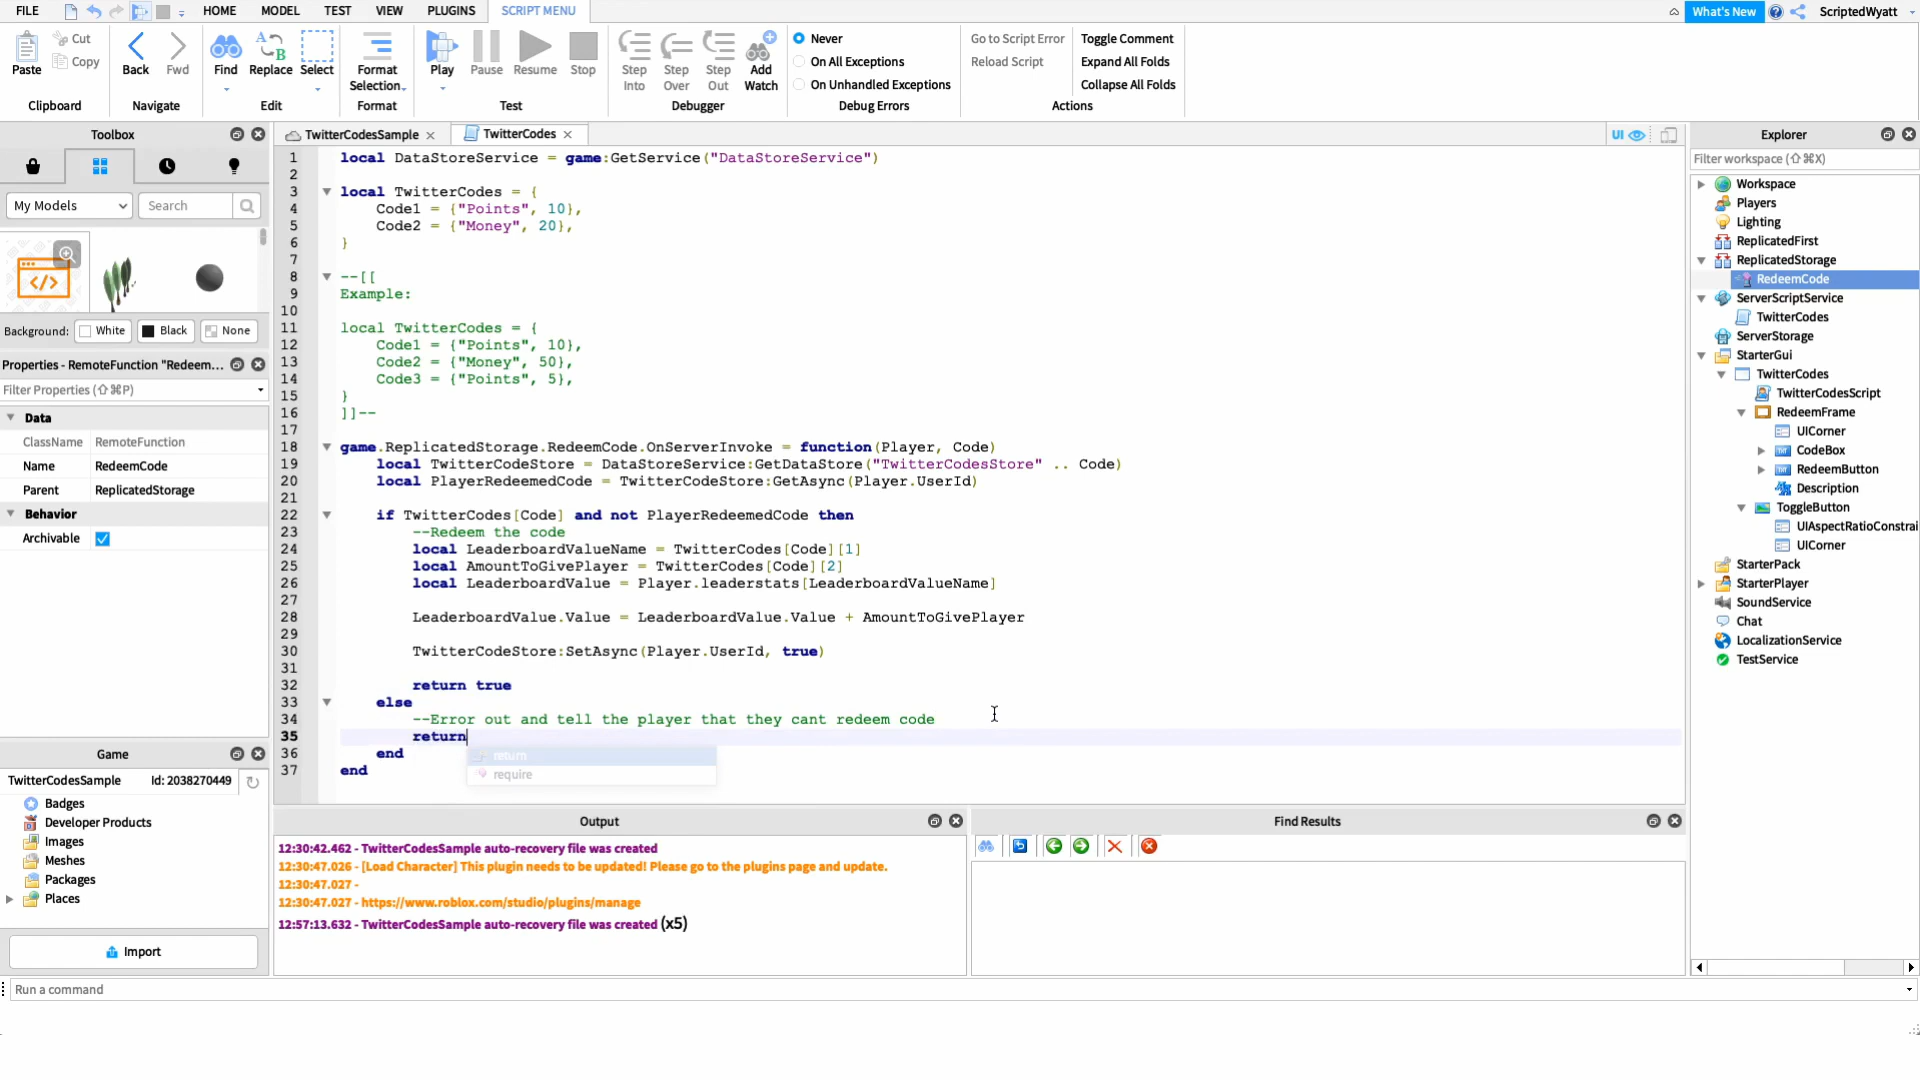 FILE HOME MODEL TEST VIEW PLUGINS SCRIPT MENU What's New ScriptedWyatt
Paste Cut Copy Back Fwd Find Replace Select Format Selection Play Pause Resume Stop Step Into Step Over Step Out Add Watch
Never
On All Exceptions
On Unhandled Exceptions
Go to Script Error
Reload Script
Toggle Comment
Expand All Folds
Collapse All Folds
Clipboard Navigate Edit Format Test Debugger Debug Errors Actions
Toolbox
My Models Search
Background: White Black None
Properties - RemoteFunction "Redeem...
Filter Properties (⇧⌘P)
Data
ClassName RemoteFunction
Name RedeemCode
Parent ReplicatedStorage
Behavior
Archivable
Game
TwitterCodesSample Id: 2038270449
Badges
Developer Products
Images
Meshes
Packages
Places
Import
TwitterCodesSample TwitterCodes UI
1 local DataStoreService = game:GetService("DataStoreService")
2
3 local TwitterCodes = {
4 Code1 = {"Points", 10},
5 Code2 = {"Money", 20},
6 }
7
8 --[[
9 Example:
10
11 local TwitterCodes = {
12 Code1 = {"Points", 10},
13 Code2 = {"Money", 50},
14 Code3 = {"Points", 5},
15 }
16 ]]--
17
18 game.ReplicatedStorage.RedeemCode.OnServerInvoke = function(Player, Code)
19 local TwitterCodeStore = DataStoreService:GetDataStore("TwitterCodesStore" .. Code)
20 local PlayerRedeemedCode = TwitterCodeStore:GetAsync(Player.UserId)
21
22 if TwitterCodes[Code] and not PlayerRedeemedCode then
23 --Redeem the code
24 local LeaderboardValueName = TwitterCodes[Code][1]
25 local AmountToGivePlayer = TwitterCodes[Code][2]
26 local LeaderboardValue = Player.leaderstats[LeaderboardValueName]
27
28 LeaderboardValue.Value = LeaderboardValue.Value + AmountToGivePlayer
29
30 TwitterCodeStore:SetAsync(Player.UserId, true)
31
32 return true
33 else
34 --Error out and tell the player that they cant redeem code
35 return
36 end
37 end
return
require
Output
12:30:42.462 - TwitterCodesSample auto-recovery file was created
12:30:47.026 - [Load Character] This plugin needs to be updated! Please go to the plugins page and update.
12:30:47.027 -
12:30:47.027 - https://www.roblox.com/studio/plugins/manage
12:57:13.632 - TwitterCodesSample auto-recovery file was created (x5)
Find Results
Explorer
Filter workspace (⇧⌘X)
Workspace
Players
Lighting
ReplicatedFirst
ReplicatedStorage
RedeemCode
ServerScriptService
TwitterCodes
ServerStorage
StarterGui
TwitterCodes
TwitterCodesScript
RedeemFrame
UICorner
CodeBox
RedeemButton
Description
ToggleButton
UIAspectRatioConstrai
UICorner
StarterPack
StarterPlayer
SoundService
Chat
LocalizationService
TestService
Run a command